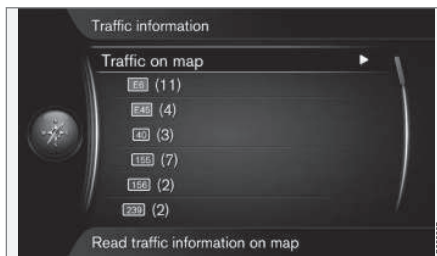 Traffic information
Traffic on map
E6 (11)
E45 (4)
40 (3)
155 (7)
156 (2)
239 (2)
Read traffic information on map